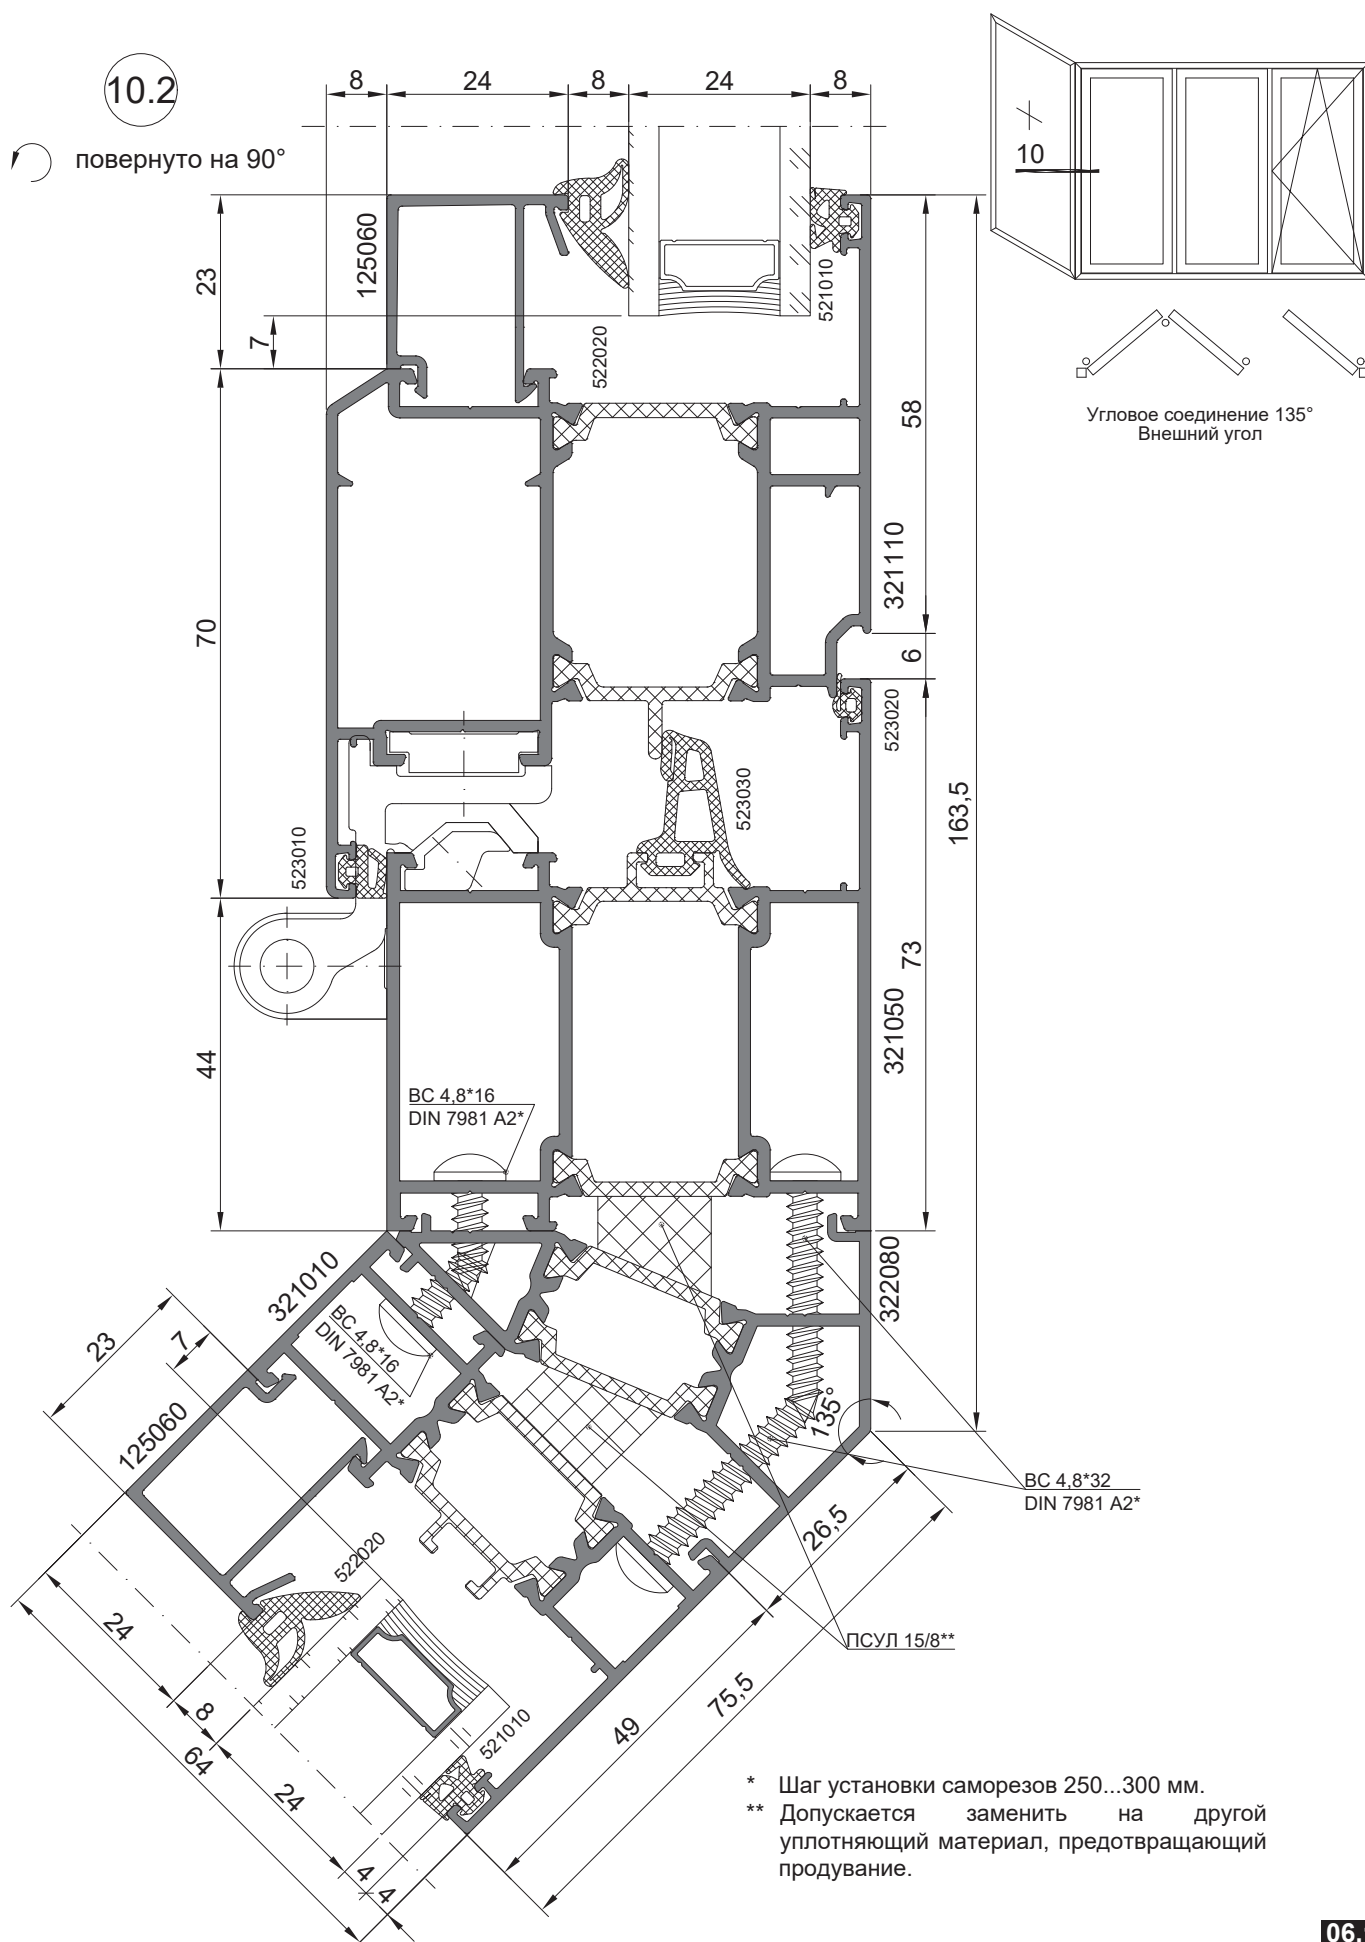 10.2
повернуто на 90°
8
24
8
24
8
10
Угловое соединение 135°
Внешний угол
23
7
125060
522020
521010
58
321110
70
6
523020
163,5
523030
523010
73
321050
44
ВС 4,8*16
DIN 7981 A2*
322080
321010
ВС 4,8*16
DIN 7981 A2*
23
7
125060
135°
ВС 4,8*32
DIN 7981 A2*
26,5
522020
24
8
64
24
4
4
521010
49
75,5
ПСУЛ 15/8**
* Шаг установки саморезов 250...300 мм.
** Допускается заменить на другой
уплотняющий материал, предотвращающий
продувание.